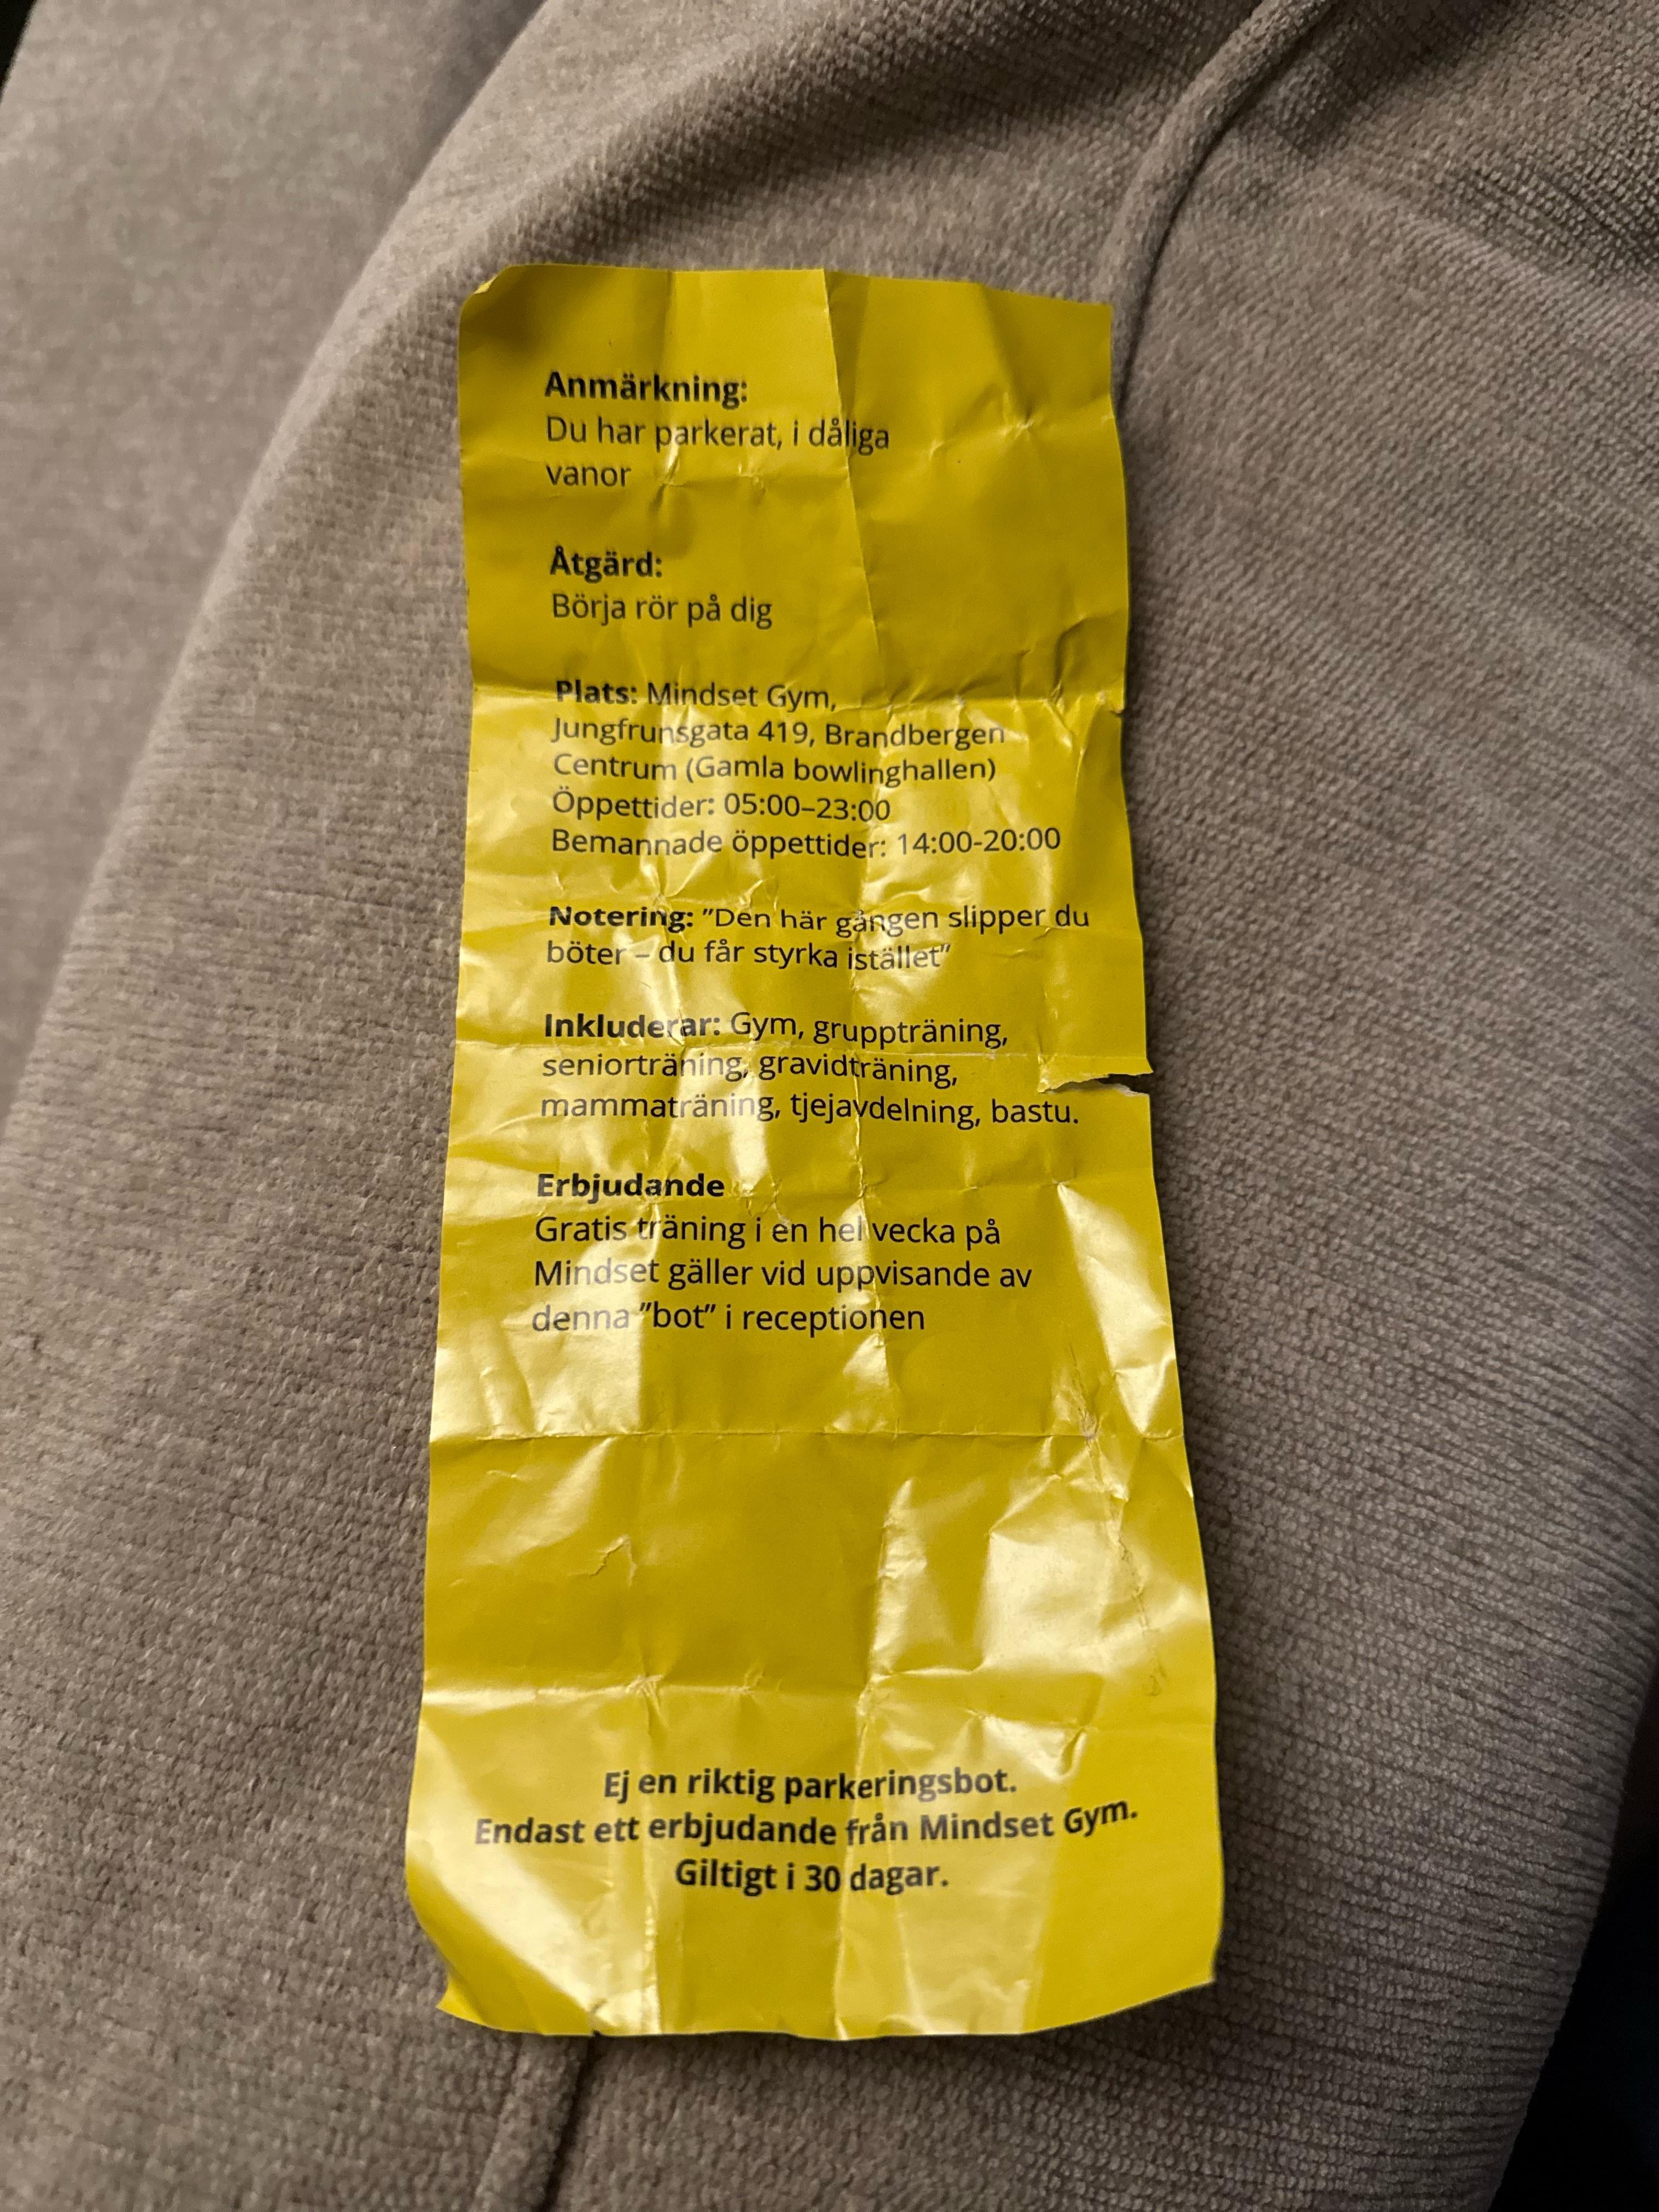 Anmärkning:
Du har parkerat, i dåliga
vanor
Åtgärd:
Börja rör på dig
Plats: Mindset Gym,
Jungfrunsgata 419, Brandbergen
Centrum (Gamla bowlinghallen)
Öppettider: 05:00–23:00
Bemannade öppettider: 14:00-20:00
Notering: ”Den här gången slipper du
böter – du får styrka istället”
Inkluderar: Gym, gruppträning,
seniorträning, gravidträning,
mammaträning, tjejavdelning, bastu.
Erbjudande
Gratis träning i en hel vecka på
Mindset gäller vid uppvisande av
denna ”bot” i receptionen
Ej en riktig parkeringsbot.
Endast ett erbjudande från Mindset Gym.
Giltigt i 30 dagar.